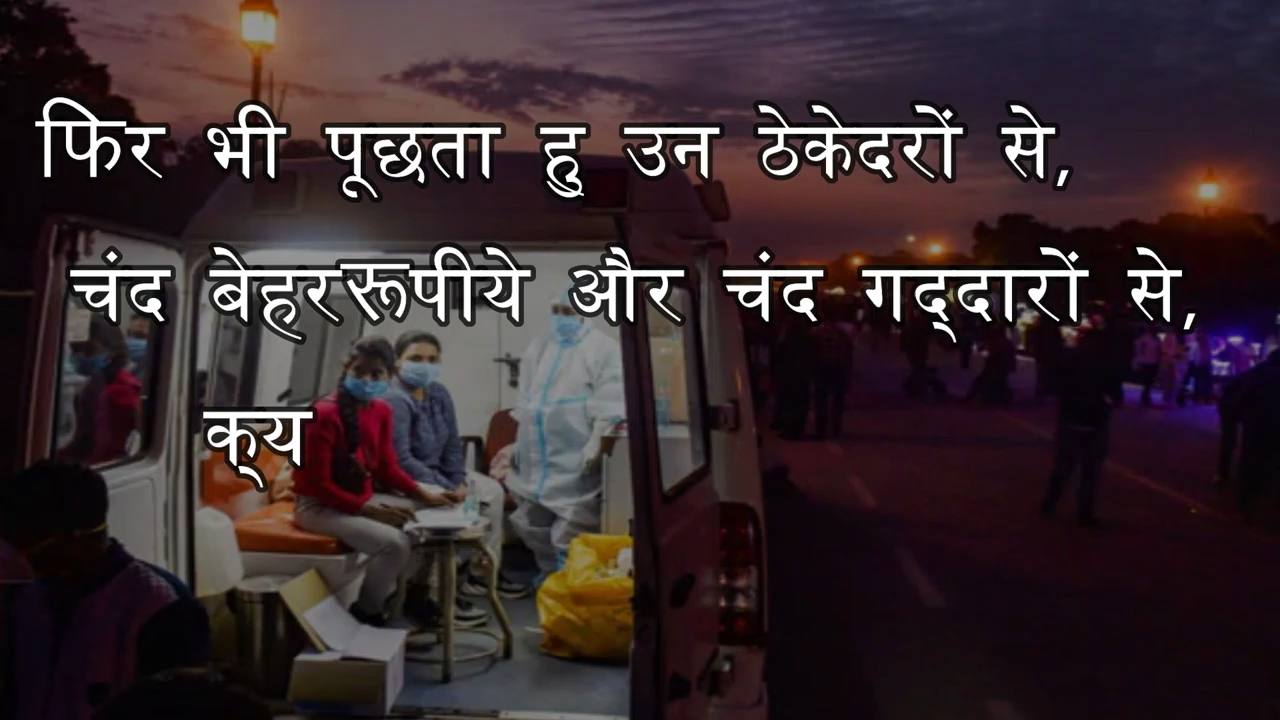 फिर भी पूछता हु उन ठेकेदरों से,
चंद बेहररूपीये और चंद गद्‌दारों से,
क्‌य